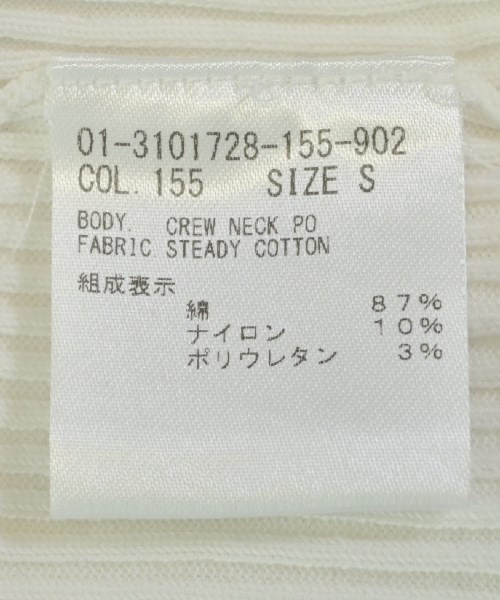 01-3101728-155-902
COL. 155 SIZE S
BODY. CREW NECK PO
FABRIC STEADY COTTON
組成表示
綿 87%
ナイロン 10%
ポリウレタン 3%